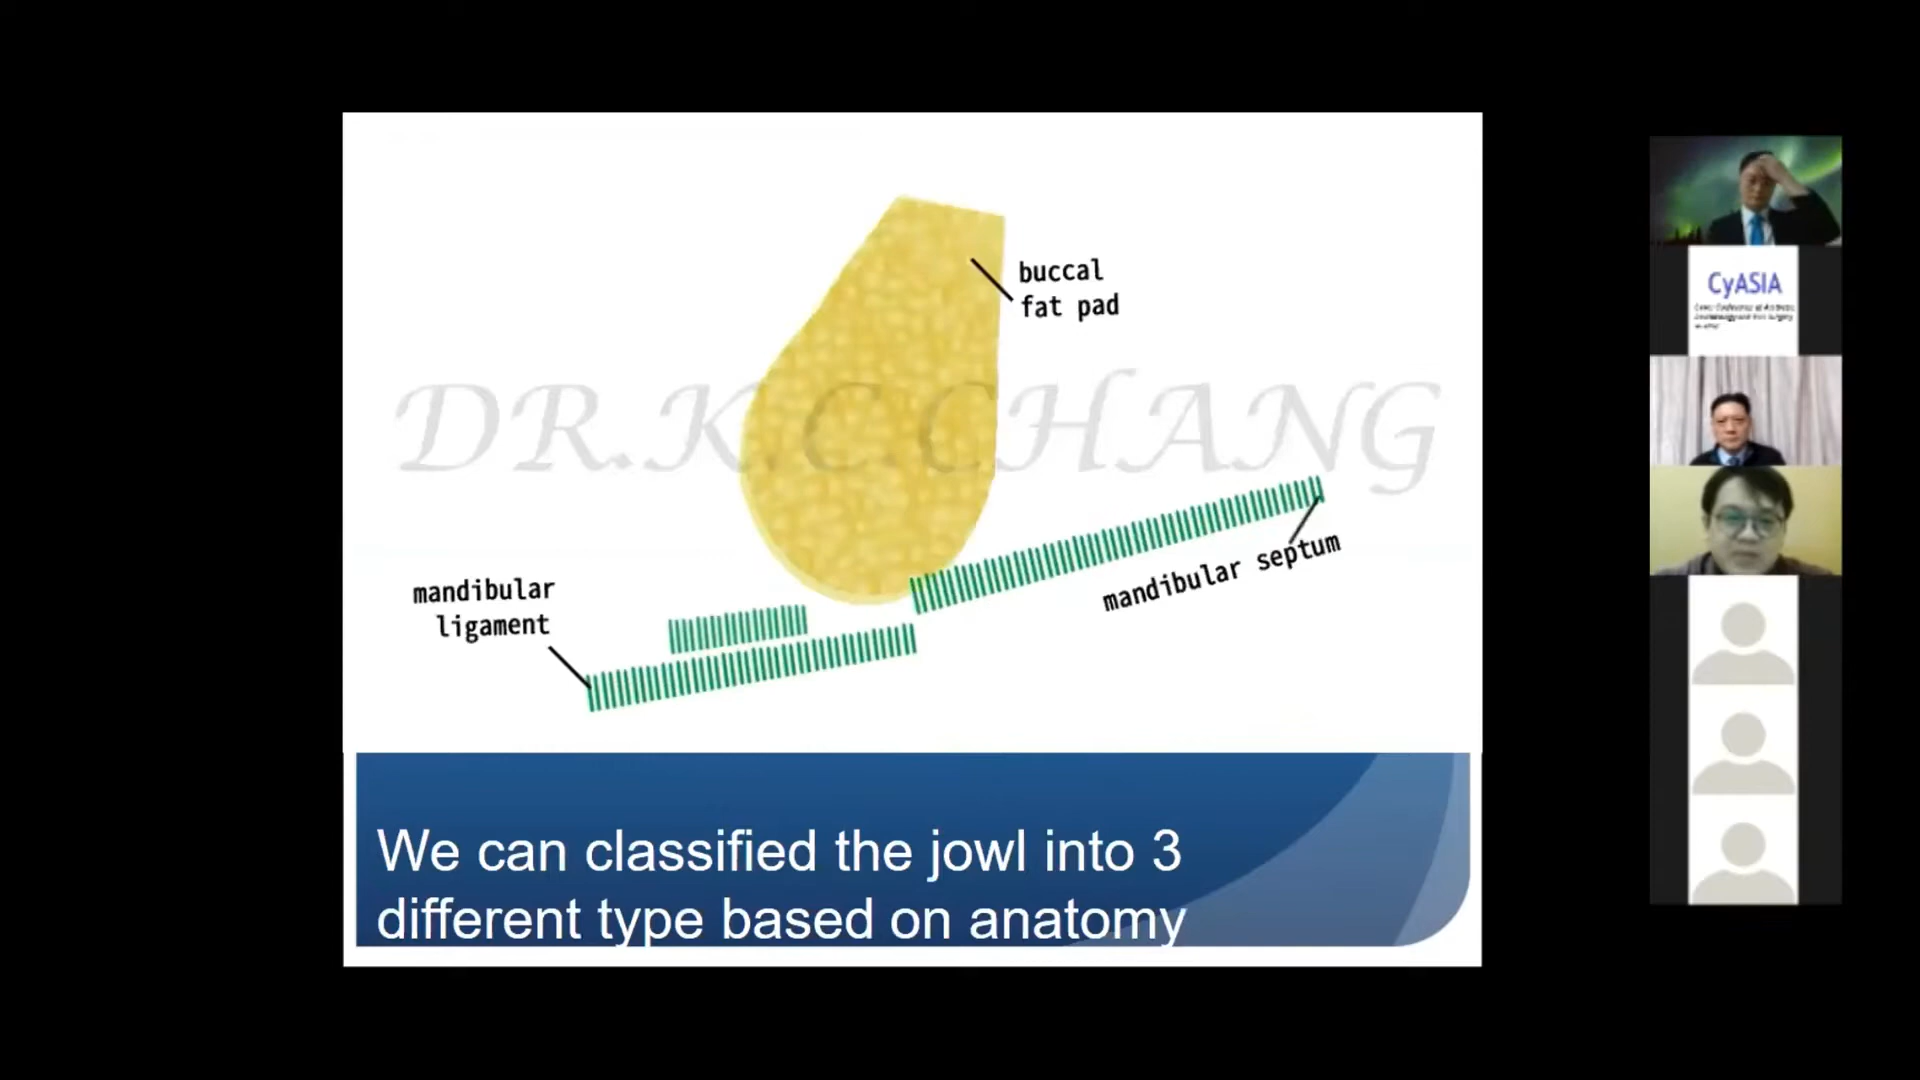 buccal
fat pad
DR.K.C.CHANG
mandibular septum
mandibular
ligament
We can classified the jowl into 3
different type based on anatomy
CyASIA